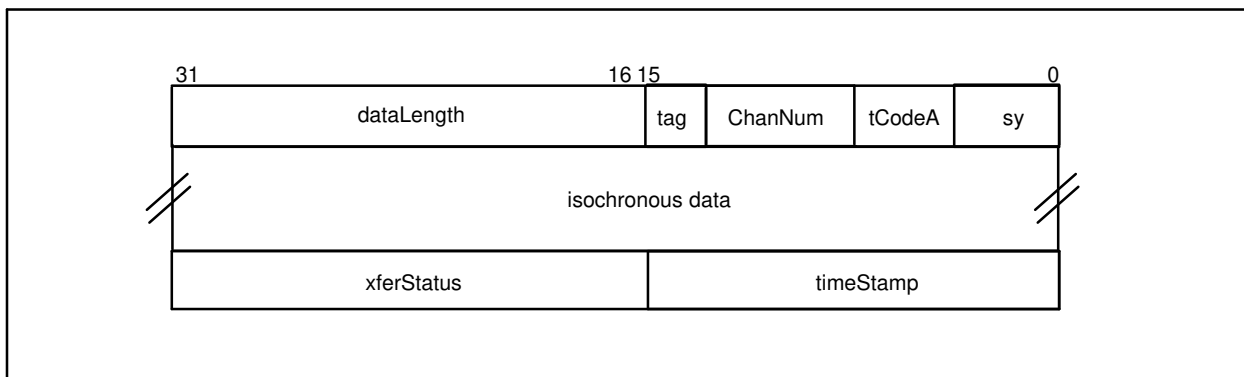 31 16 15 0
dataLength tag ChanNum tCodeA sy
isochronous data
xferStatus timeStamp